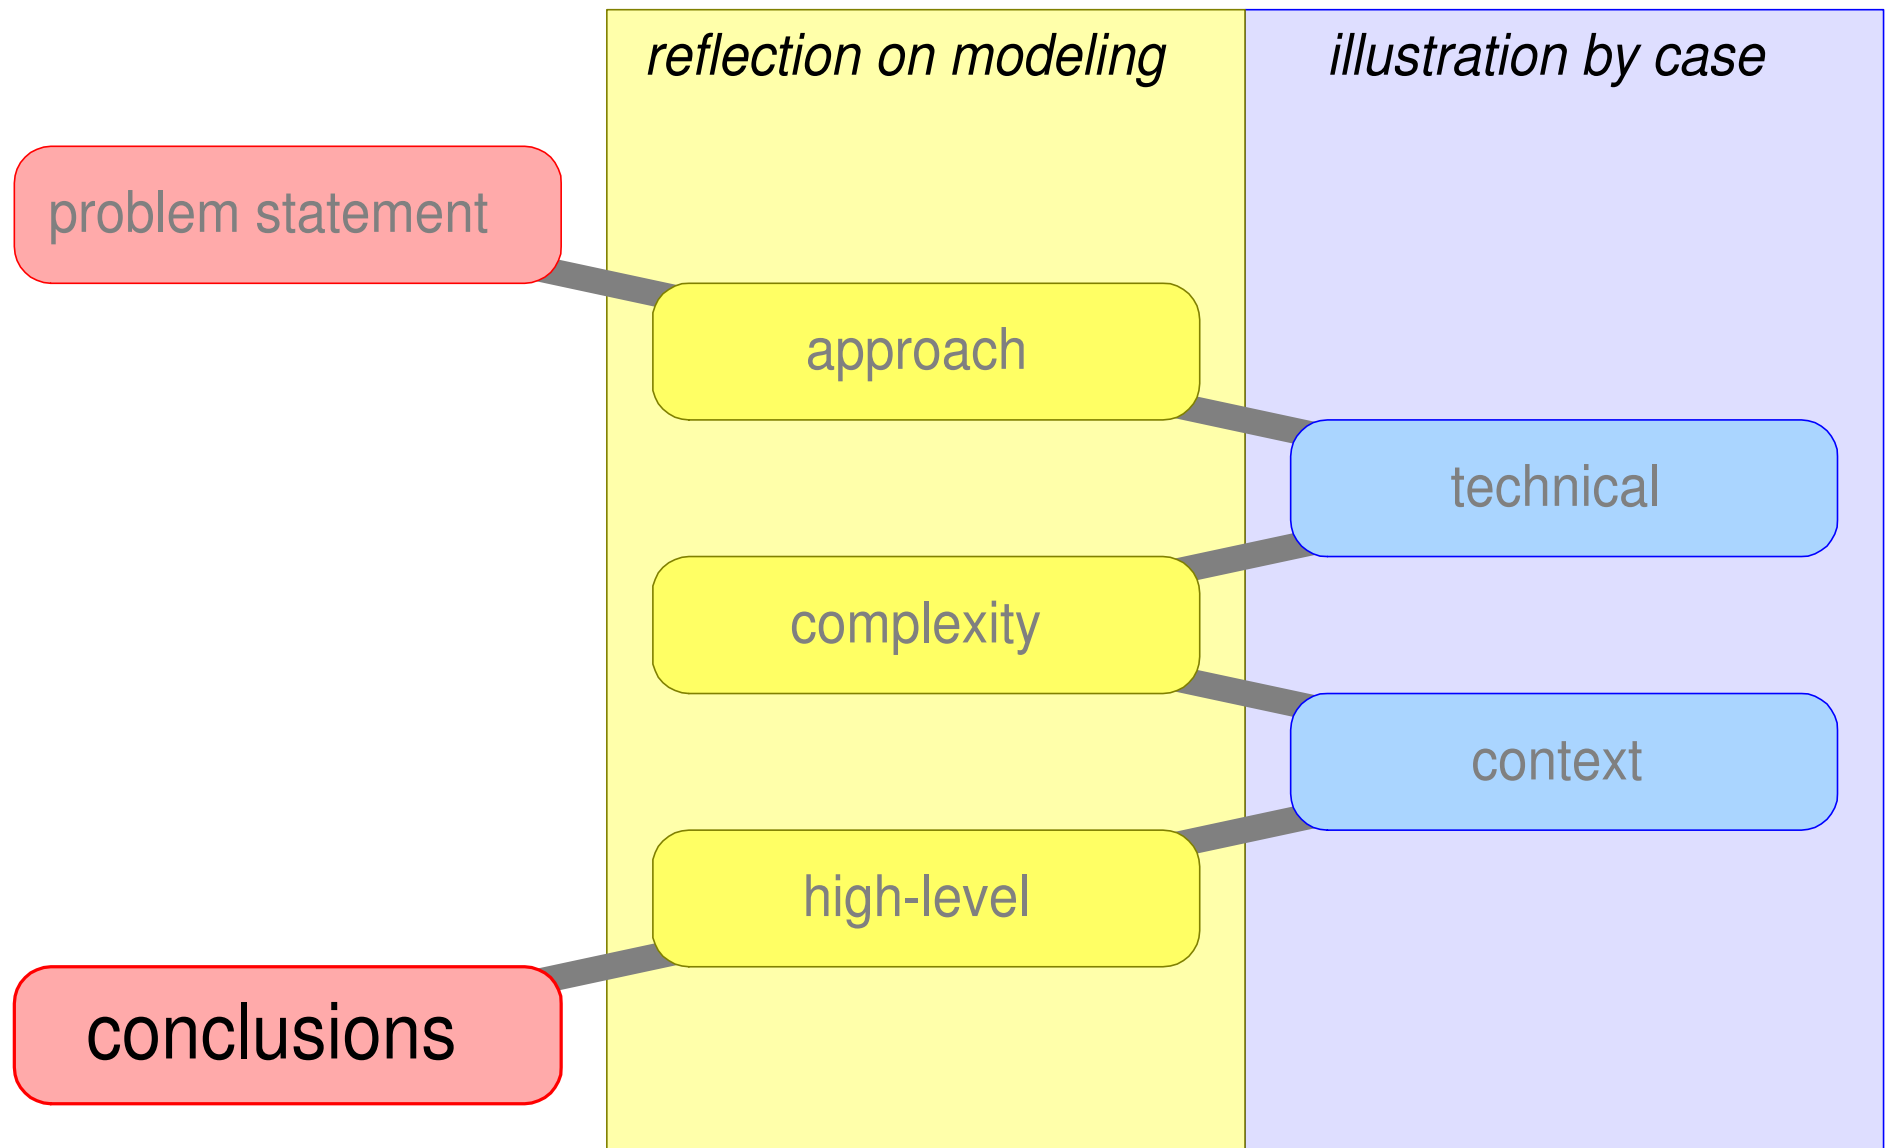 reflection on modeling
illustration by case
problem statement
approach
technical
complexity
context
high-level
conclusions